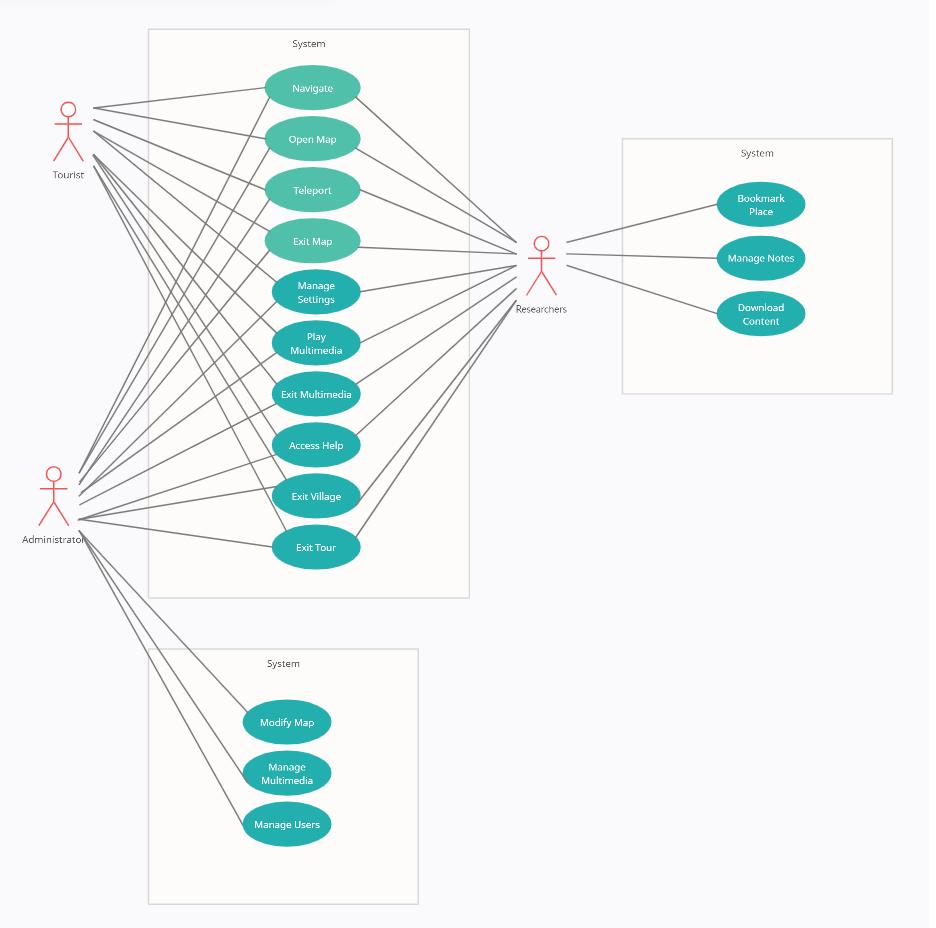 System
Navigate
Open Map
Tourist
Teleport
Exit Map
Manage
Settings
Play
Multimedia
Exit Multimedia
Access Help
Exit Village
Exit Tour
Administrator
Researchers
System
Bookmark
Place
Manage Notes
Download
Content
System
Modify Map
Manage
Multimedia
Manage Users